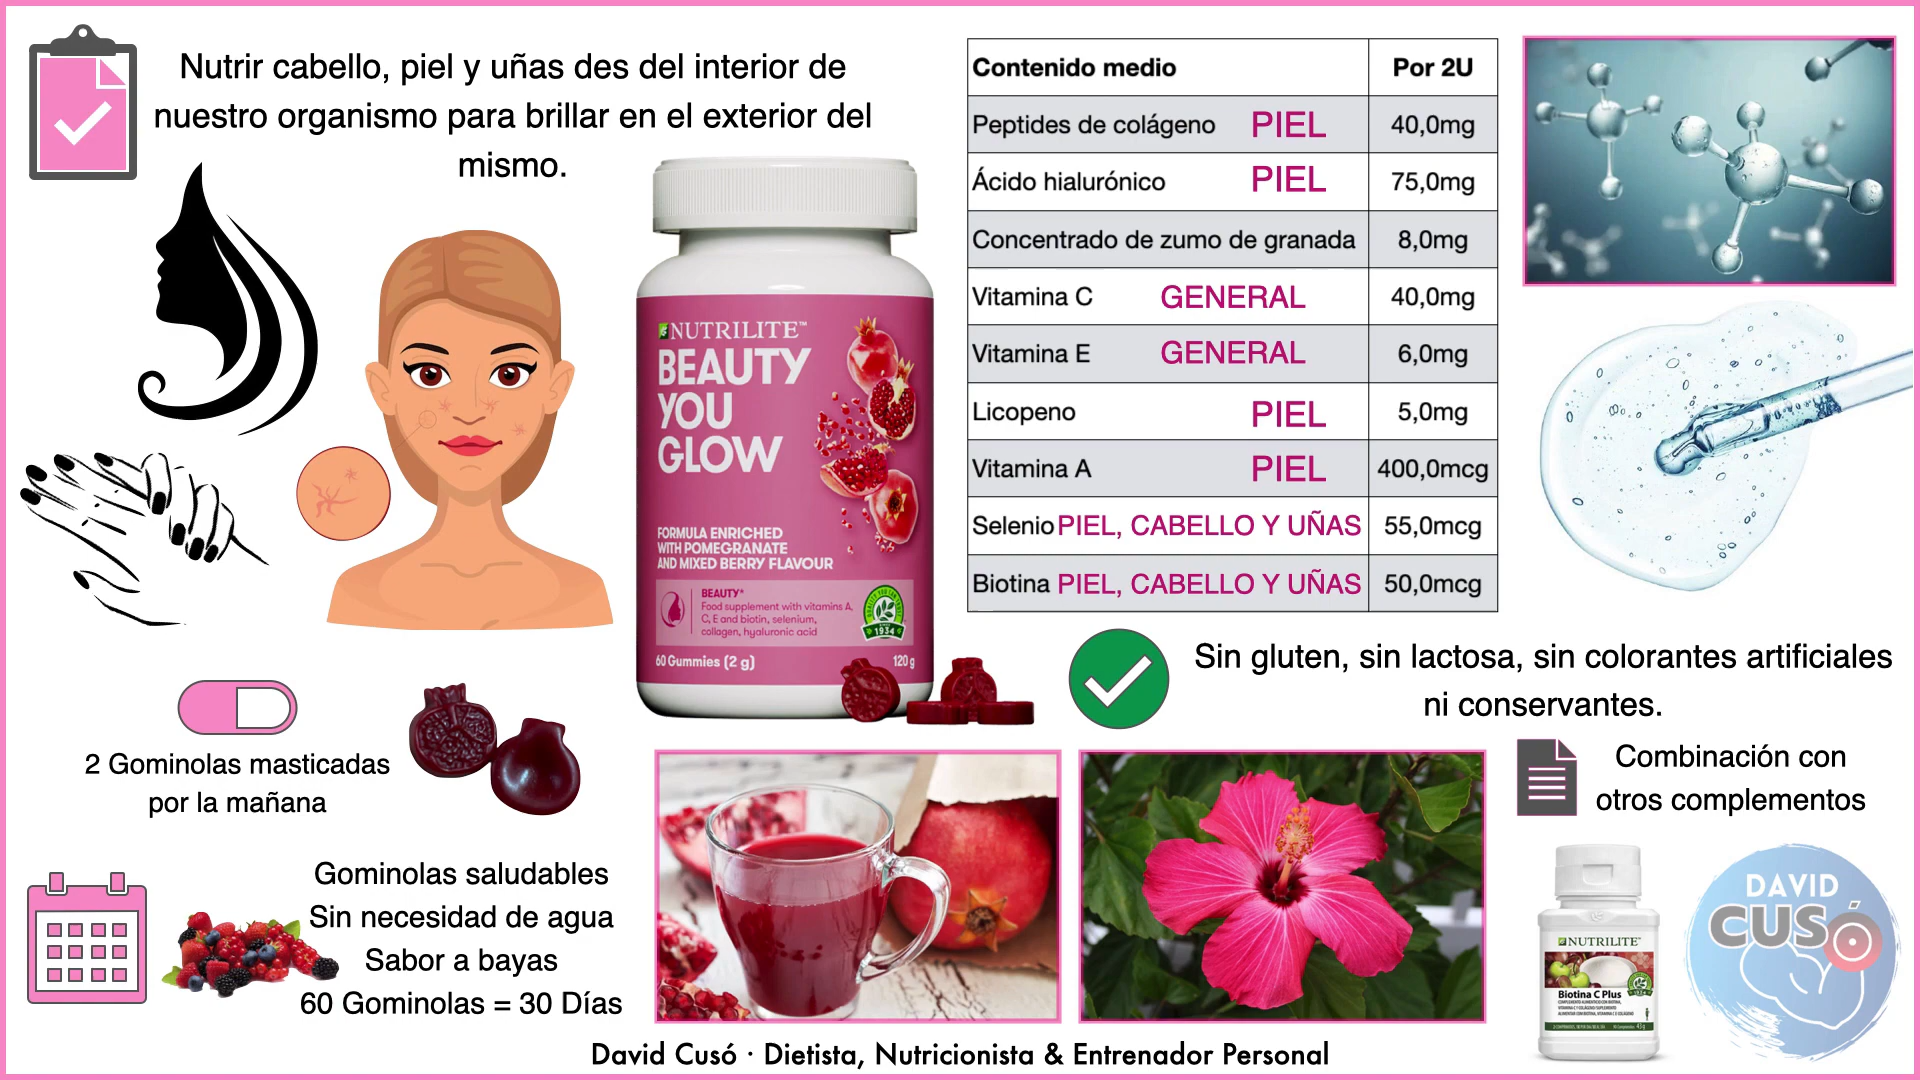 Nutrir cabello, piel y uñas des del interior de
nuestro organismo para brillar en el exterior del
mismo.
NUTRILITE™
BEAUTY
YOU
GLOW
FORMULA ENRICHED
WITH POMEGRANATE
AND MIXED BERRY FLAVOUR
BEAUTY*
Food supplement with vitamins A,
C, E and biotin, selenium,
collagen, hyaluronic acid
1934
60 Gummies (2 g) 120 g
Contenido medio Por 2U
Peptides de colágeno PIEL 40,0mg
Ácido hialurónico PIEL 75,0mg
Concentrado de zumo de granada 8,0mg
Vitamina C GENERAL 40,0mg
Vitamina E GENERAL 6,0mg
Licopeno PIEL 5,0mg
Vitamina A PIEL 400,0mcg
Selenio PIEL, CABELLO Y UÑAS 55,0mcg
Biotina PIEL, CABELLO Y UÑAS 50,0mcg
Sin gluten, sin lactosa, sin colorantes artificiales
ni conservantes.
2 Gominolas masticadas
por la mañana
Gominolas saludables
Sin necesidad de agua
Sabor a bayas
60 Gominolas = 30 Días
Combinación con
otros complementos
NUTRILITE™
Biotina C Plus
DAVID
CUSÓ
David Cusó · Dietista, Nutricionista & Entrenador Personal